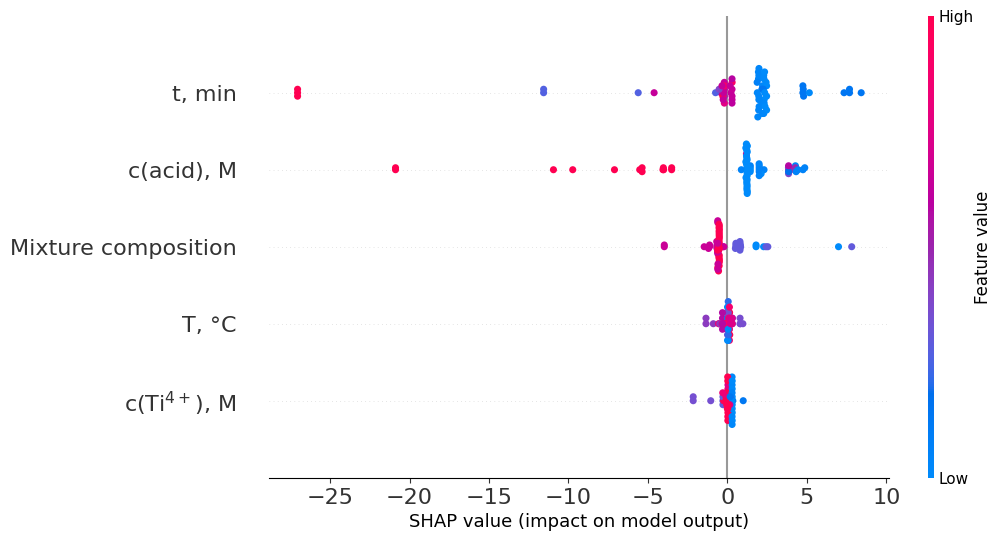 High
t, min
c(acid), M
Mixture composition
T, °C
c(Ti⁴⁺), M
Feature value
Low
−25 −20 −15 −10 −5 0 5 10
SHAP value (impact on model output)